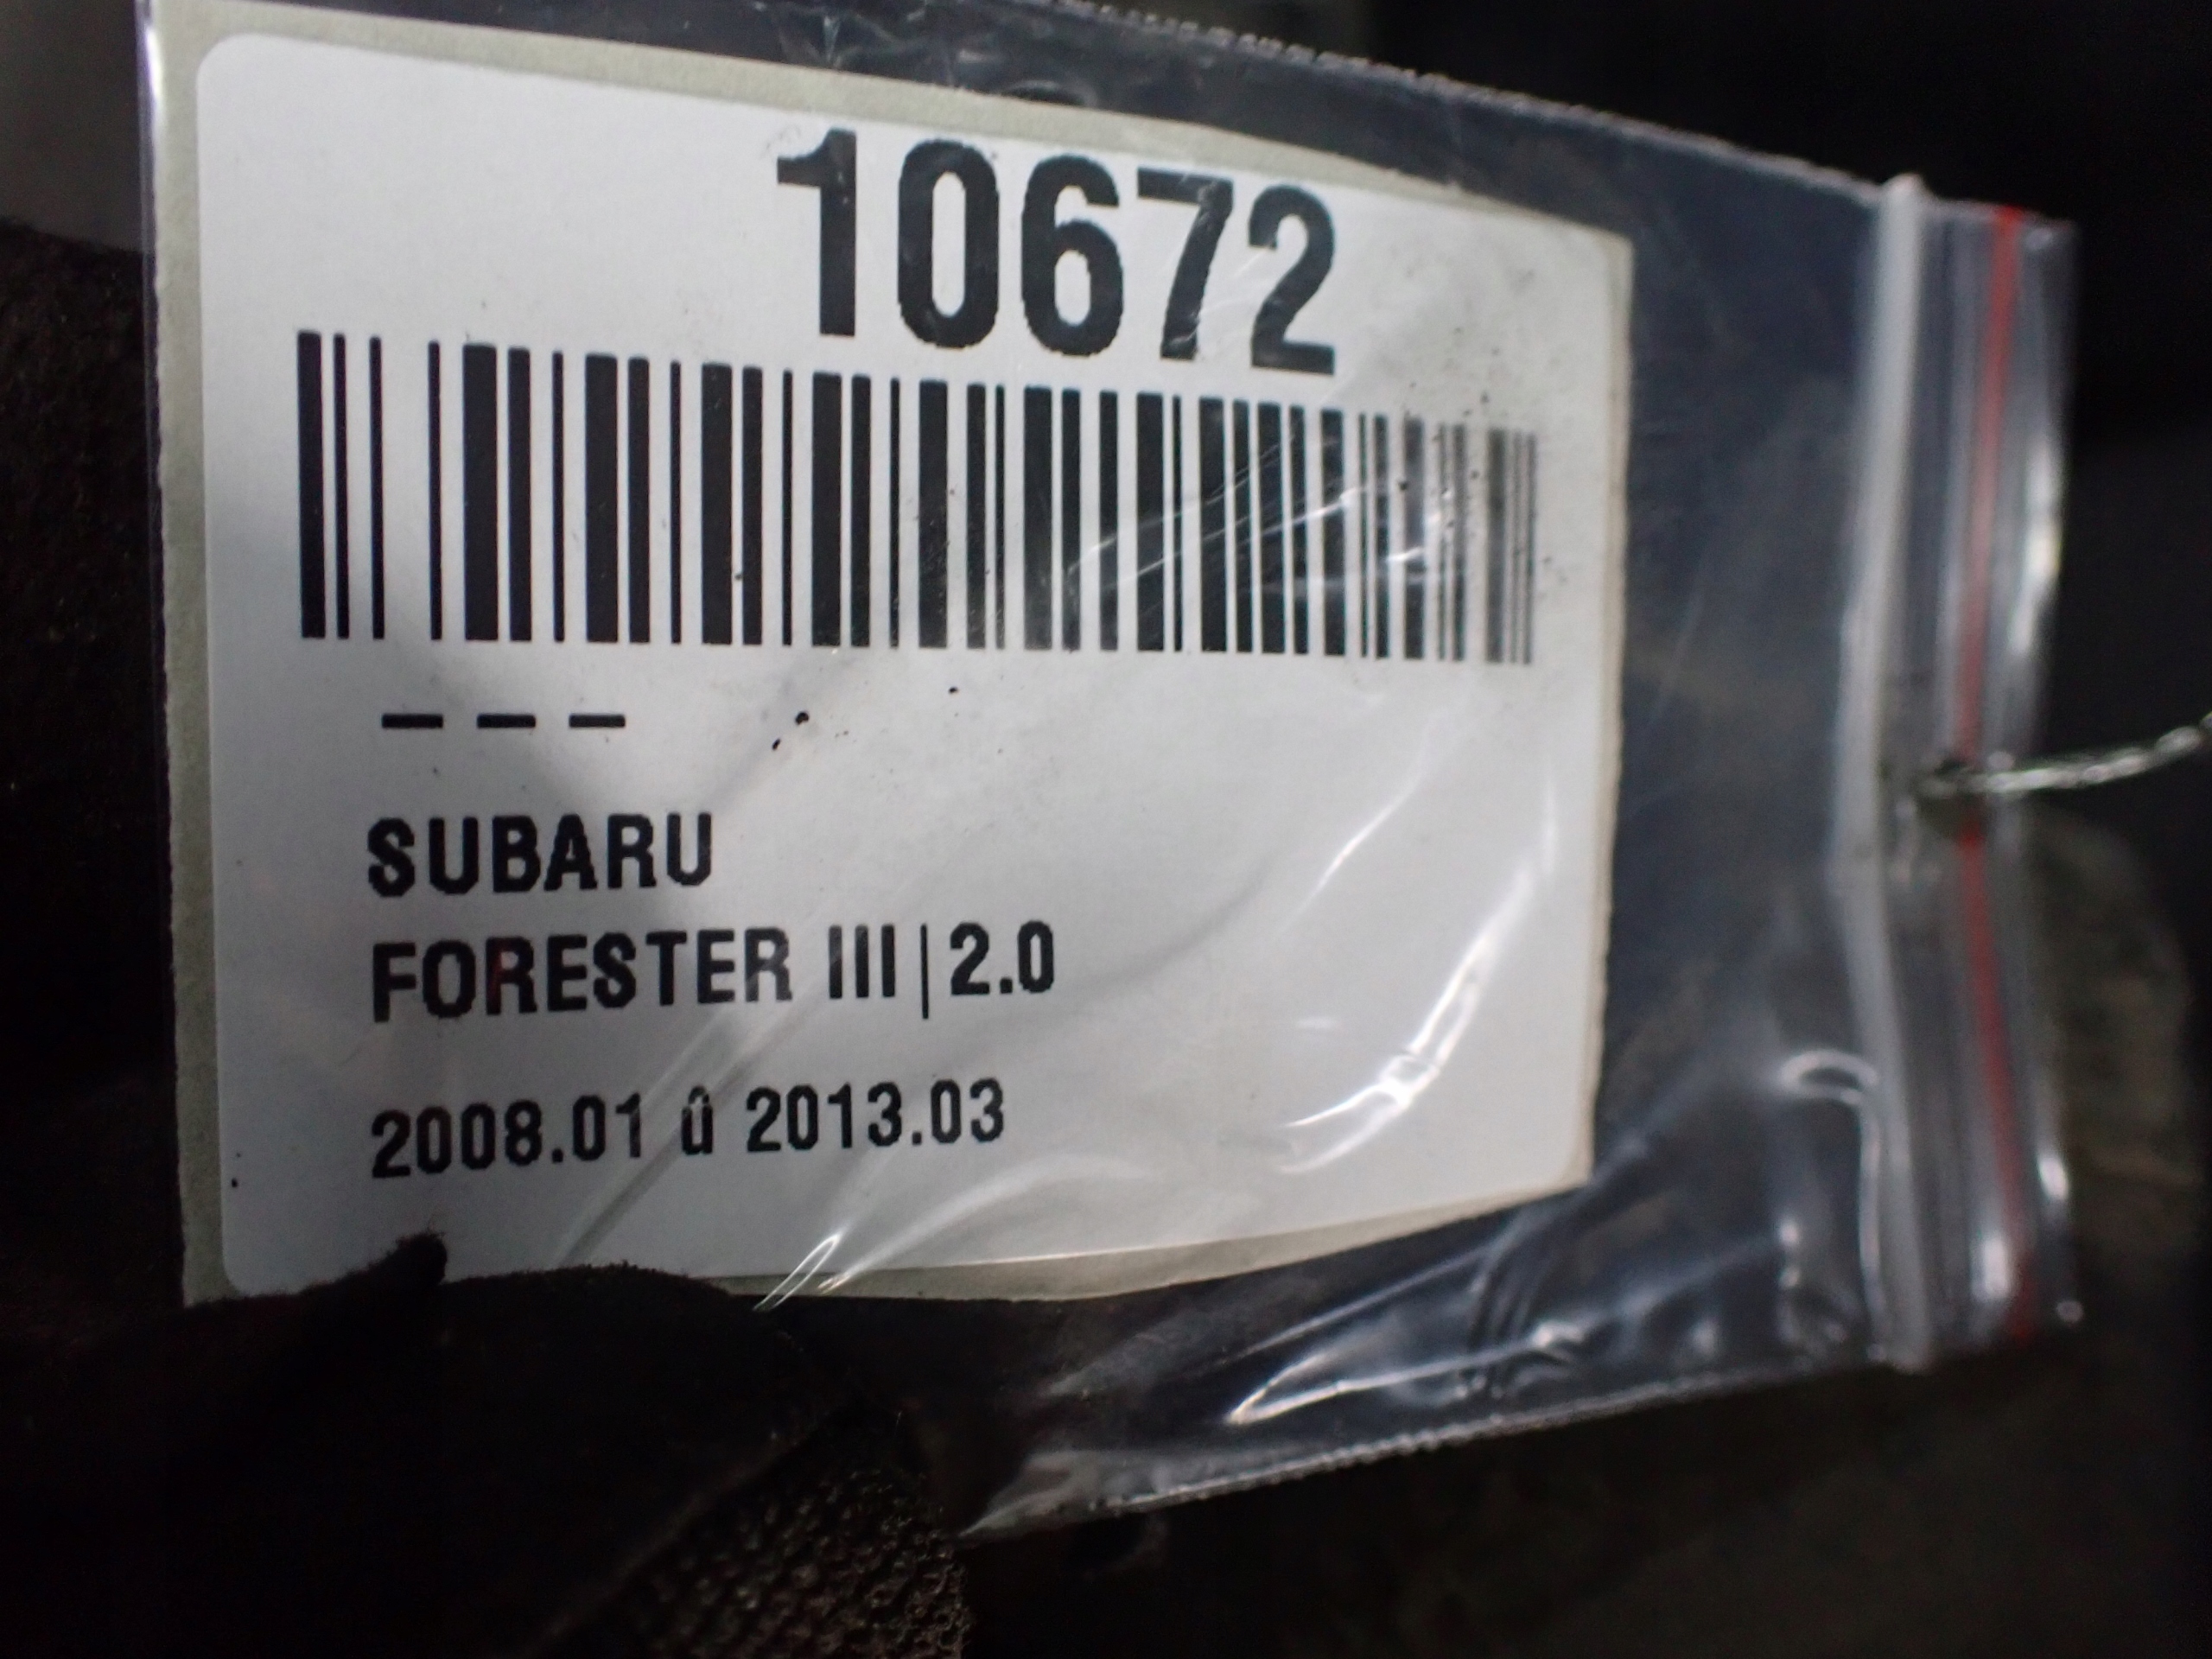 10672
– – –
SUBARU
FORESTER III|2.0
2008.01 û 2013.03